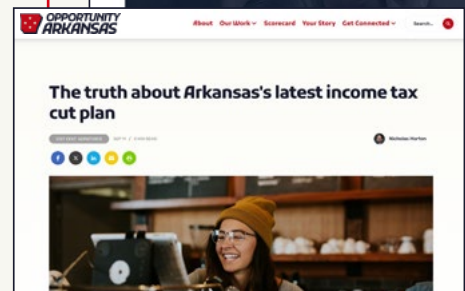 OPPORTUNITY
ARKANSAS
About Our Work Scorecard Your Story Get Connected Search...
The truth about Arkansas's latest income tax
cut plan
Nicholas Horton